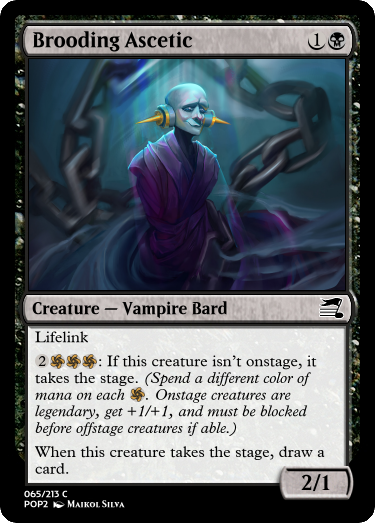 Brooding Ascetic 1
Creature — Vampire Bard
Lifelink
2: If this creature isn't onstage, it
takes the stage. (Spend a different color of
mana on each . Onstage creatures are
legendary, get +1/+1, and must be blocked
before offstage creatures if able.)
When this creature takes the stage, draw a
card.
2/1
065/213 C
POP2 Maikol Silva